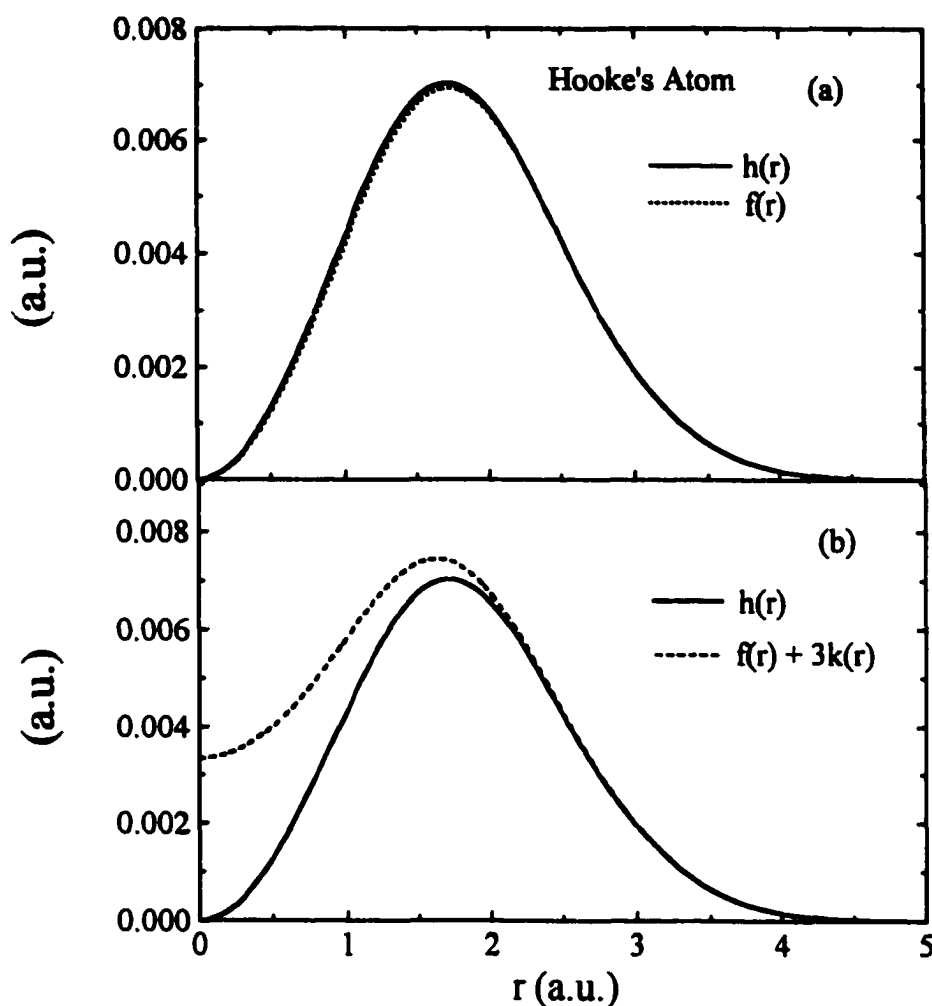 0.008
Hooke's Atom
(a)
h(r)
f(r)
0.006
0.004
0.002
0.000
(a.u.)
(b)
0.008
h(r)
f(r) + 3k(r)
0.006
0.004
0.002
0.000
(a.u.)
0 1 2 3 4 5
r (a.u.)